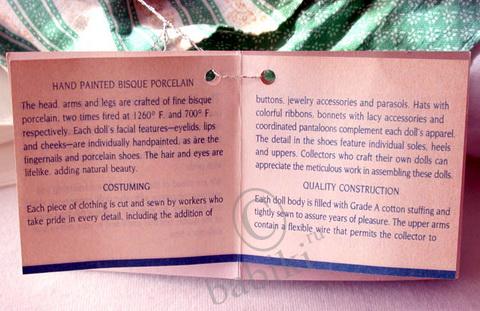 HAND PAINTED BISQUE PORCELAIN
The head, arms and legs are crafted of fine bisque
porcelain, two times fired at 1260° F. and 700° F.
respectively. Each doll's facial features—eyelids, lips
and cheeks—are individually handpainted, as are the
fingernails and porcelain shoes. The hair and eyes are
lifelike, adding natural beauty.
COSTUMING
Each piece of clothing is cut and sewn by workers who
take pride in every detail, including the addition of
buttons, jewelry accessories and parasols. Hats with
colorful ribbons, bonnets with lacy accessories and
coordinated pantaloons complement each doll's apparel.
The detail in the shoes feature individual soles, heels
and uppers. Collectors who craft their own dolls can
appreciate the meticulous work in assembling these dolls.
QUALITY CONSTRUCTION
Each doll body is filled with Grade A cotton stuffing and
tightly sewn to assure years of pleasure. The upper arms
contain a flexible wire that permits the collector to
© babiki.ru